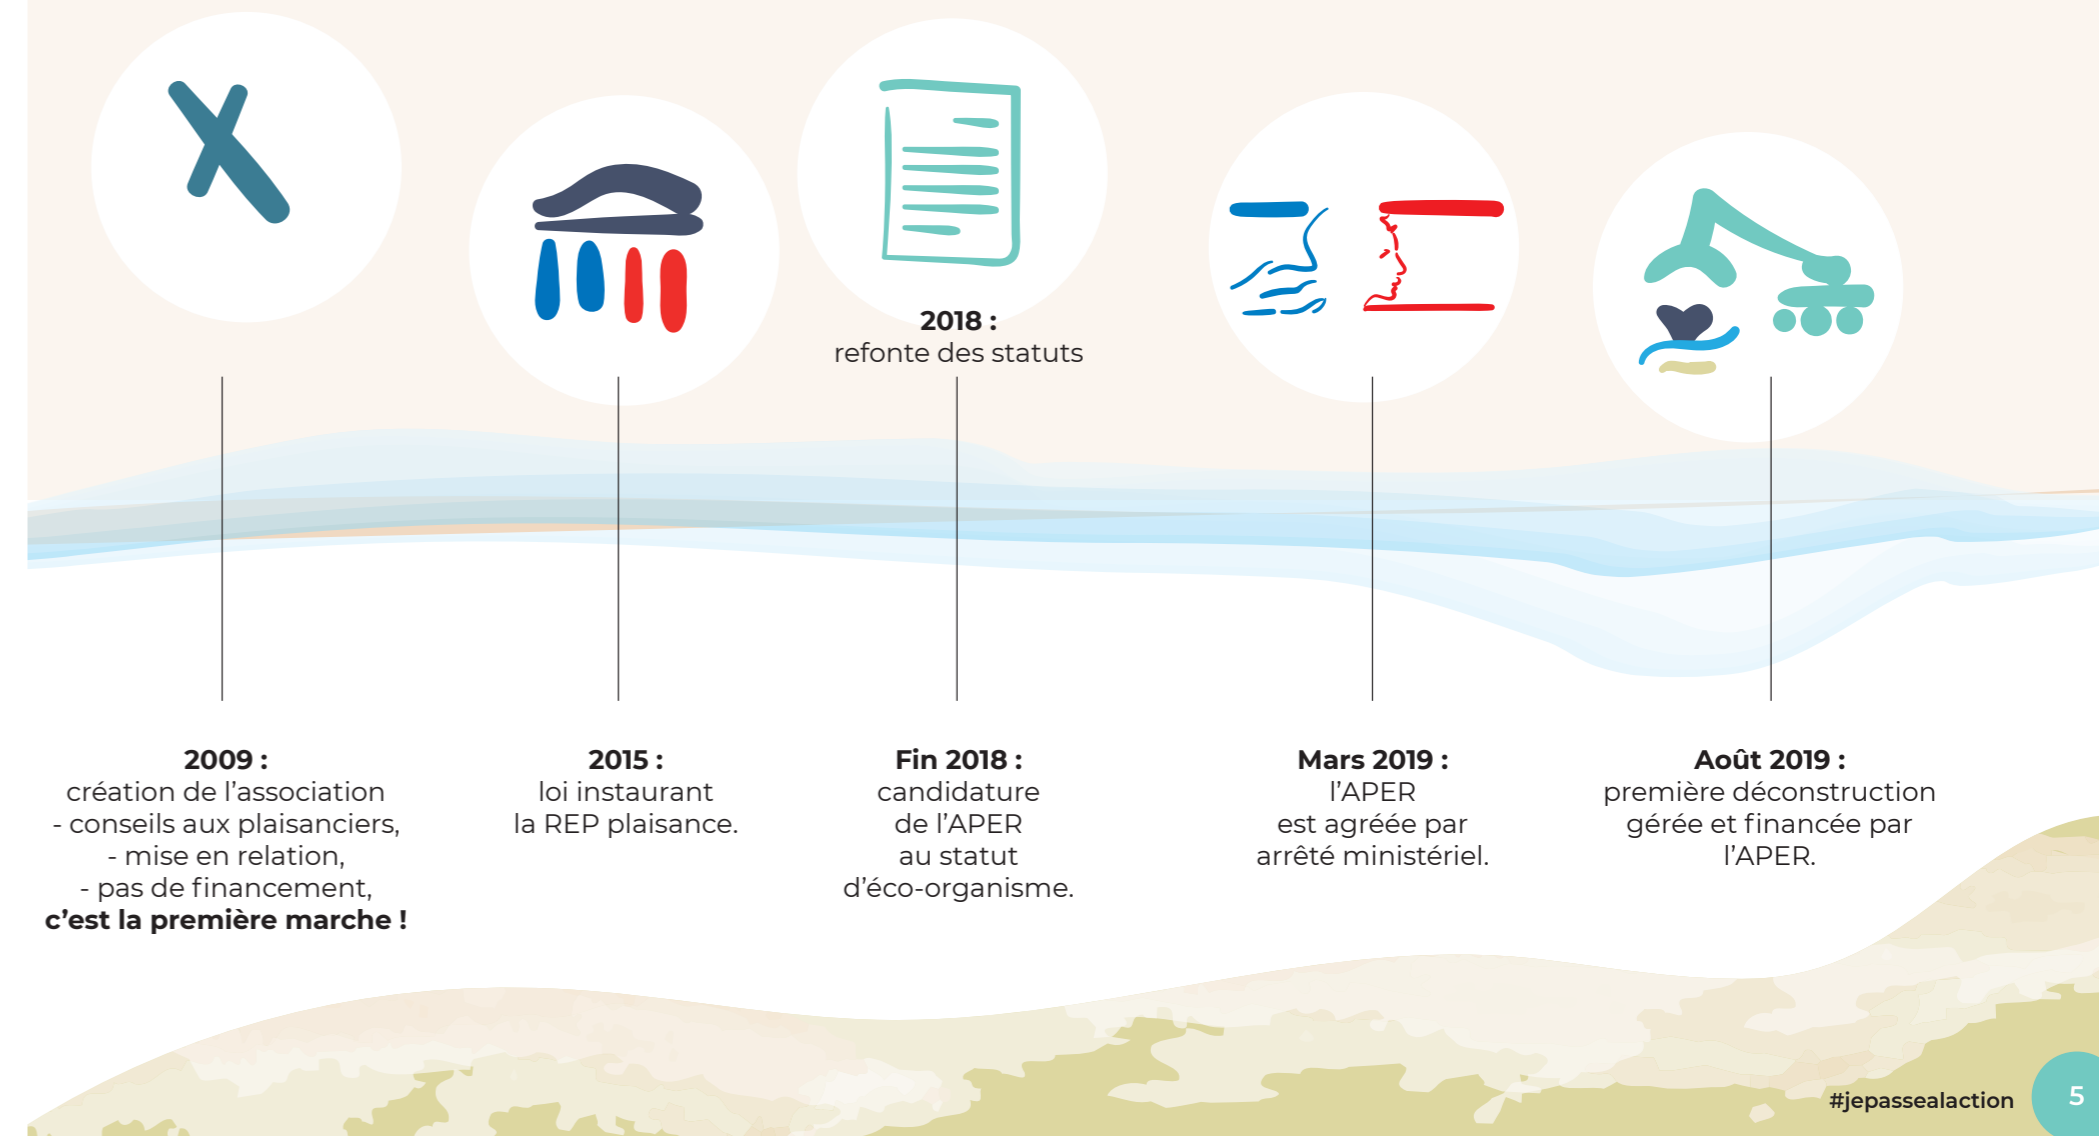 2018 :
refonte des statuts
2009 :
création de l'association
- conseils aux plaisanciers,
- mise en relation,
- pas de financement,
c'est la première marche !
2015 :
loi instaurant
la REP plaisance.
Fin 2018 :
candidature
de l'APER
au statut
d'éco-organisme.
Mars 2019 :
l'APER
est agréée par
arrêté ministériel.
Août 2019 :
première déconstruction
gérée et financée par
l'APER.
#jepassealaction
5